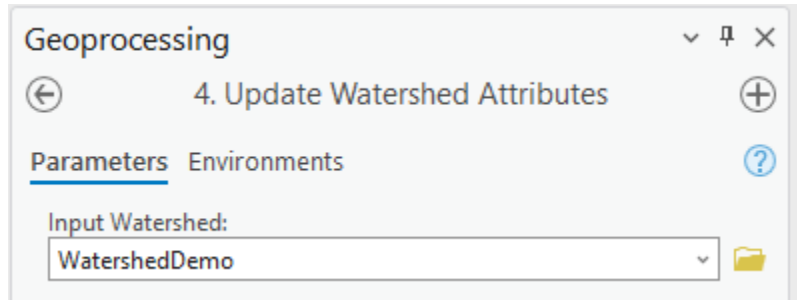 Geoprocessing
4. Update Watershed Attributes
Parameters Environments
Input Watershed:
WatershedDemo